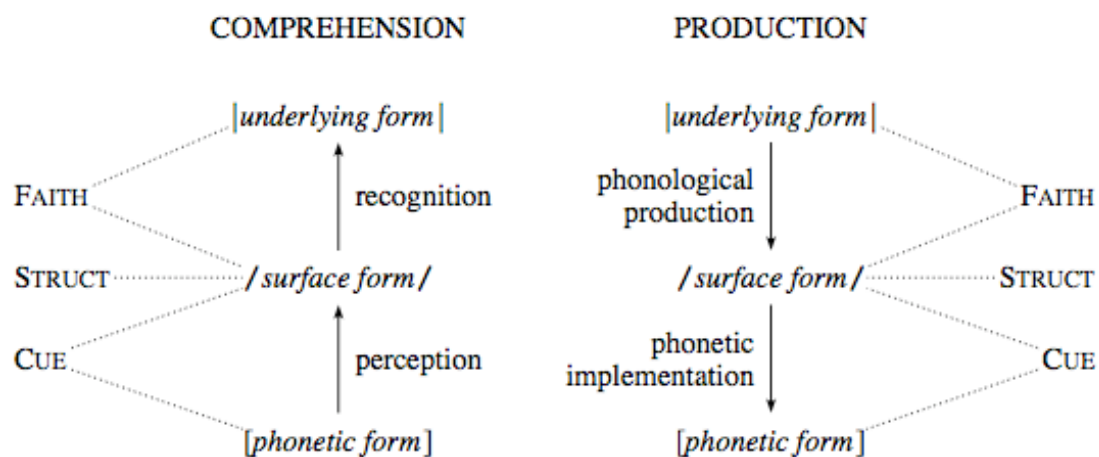 COMPREHENSION
|underlying form|
FAITH
recognition
STRUCT
/surface form/
CUE
perception
[phonetic form]
PRODUCTION
|underlying form|
phonological
production
FAITH
/surface form/
STRUCT
phonetic
implementation
CUE
[phonetic form]